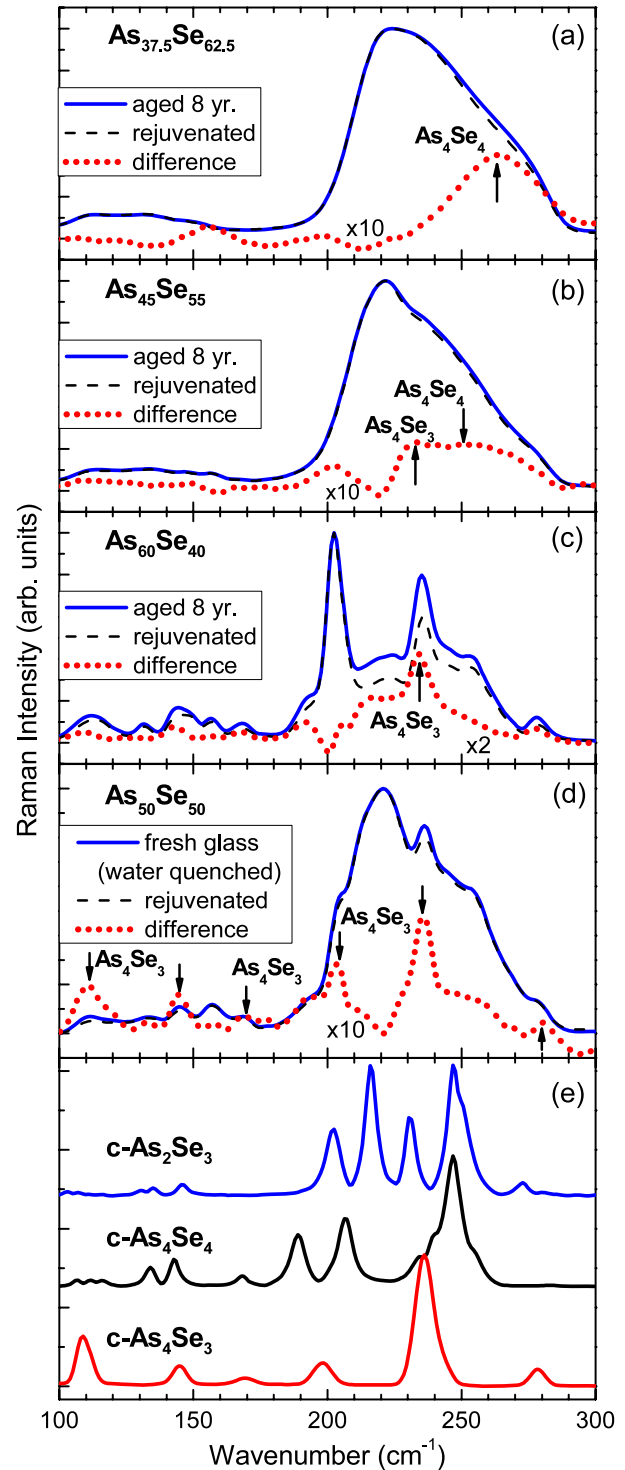 Raman Intensity (arb. units)
As37.5Se62.5
(a)
aged 8 yr.
rejuvenated
difference
As4Se4
x10
As45Se55
(b)
aged 8 yr.
rejuvenated
difference
As4Se4
As4Se3
x10
As60Se40
(c)
aged 8 yr.
rejuvenated
difference
As4Se3
x2
As50Se50
(d)
fresh glass
(water quenched)
rejuvenated
difference
As4Se3
As4Se3
As4Se3
x10
(e)
c-As2Se3
c-As4Se4
c-As4Se3
100 150 200 250 300
Wavenumber (cm-1)